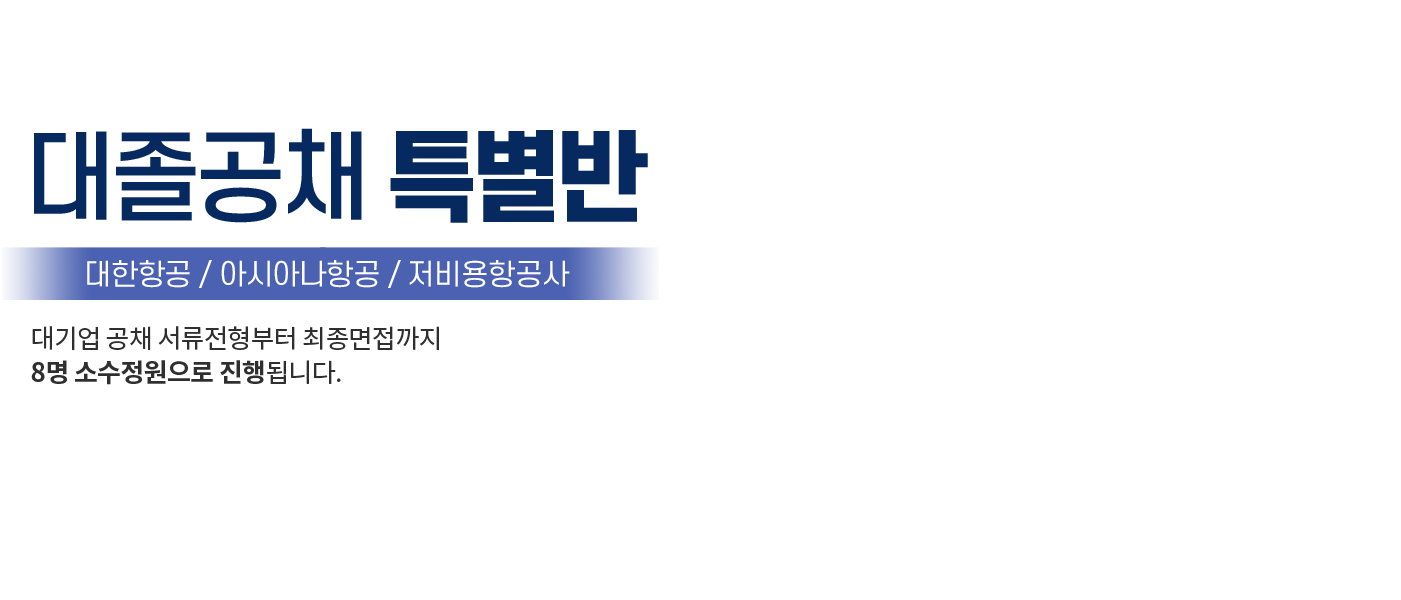 대졸공채 특별반
대한항공 / 아시아나항공 / 저비용항공사
대기업 공채 서류전형부터 최종면접까지
8명 소수정원으로 진행됩니다.